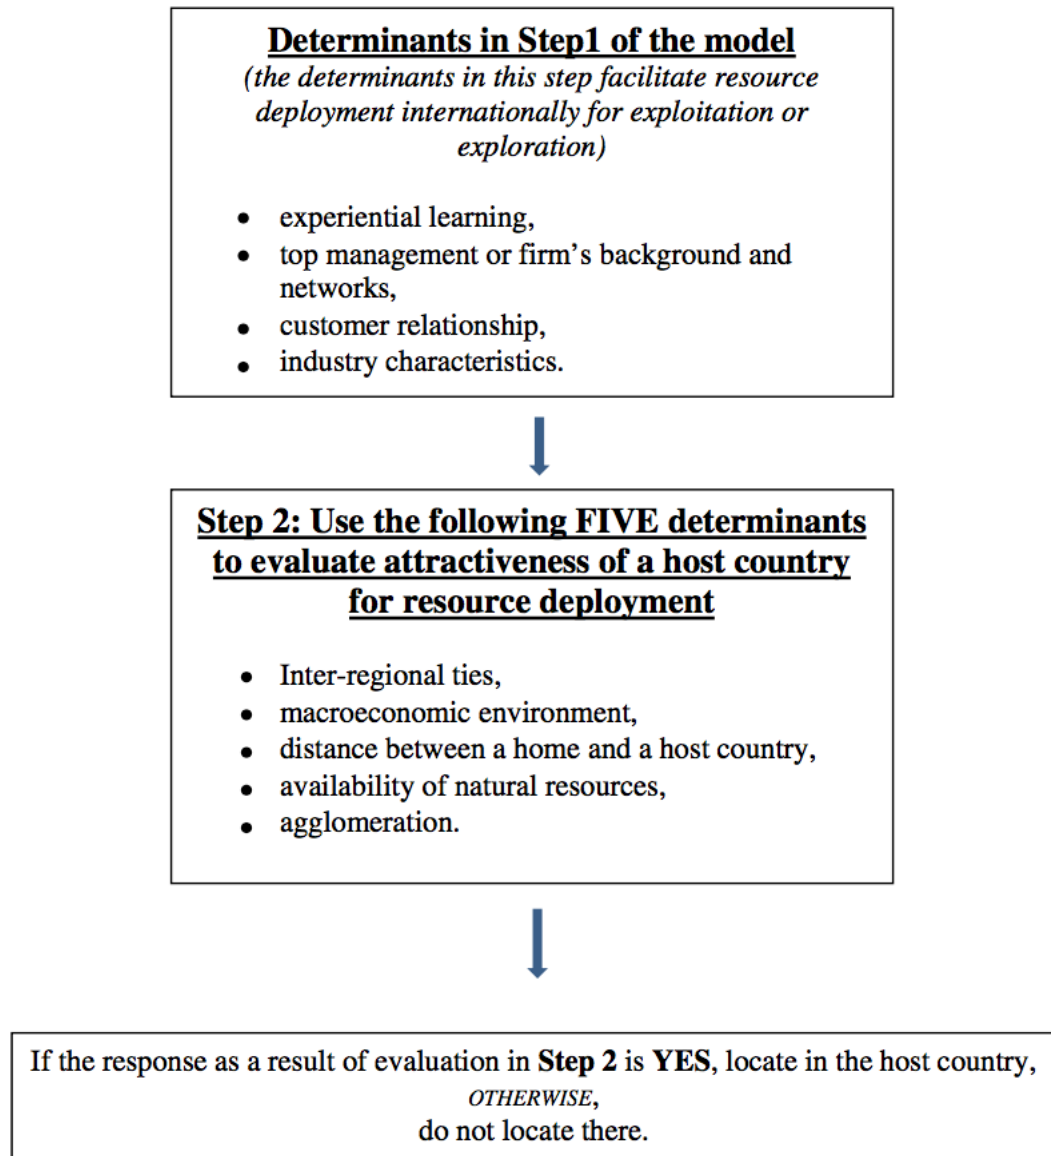 Determinants in Step1 of the model
(the determinants in this step facilitate resource
deployment internationally for exploitation or
exploration)
• experiential learning,
• top management or firm's background and
networks,
• customer relationship,
• industry characteristics.
Step 2: Use the following FIVE determinants
to evaluate attractiveness of a host country
for resource deployment
• Inter-regional ties,
• macroeconomic environment,
• distance between a home and a host country,
• availability of natural resources,
• agglomeration.
If the response as a result of evaluation in Step 2 is YES, locate in the host country,
OTHERWISE,
do not locate there.